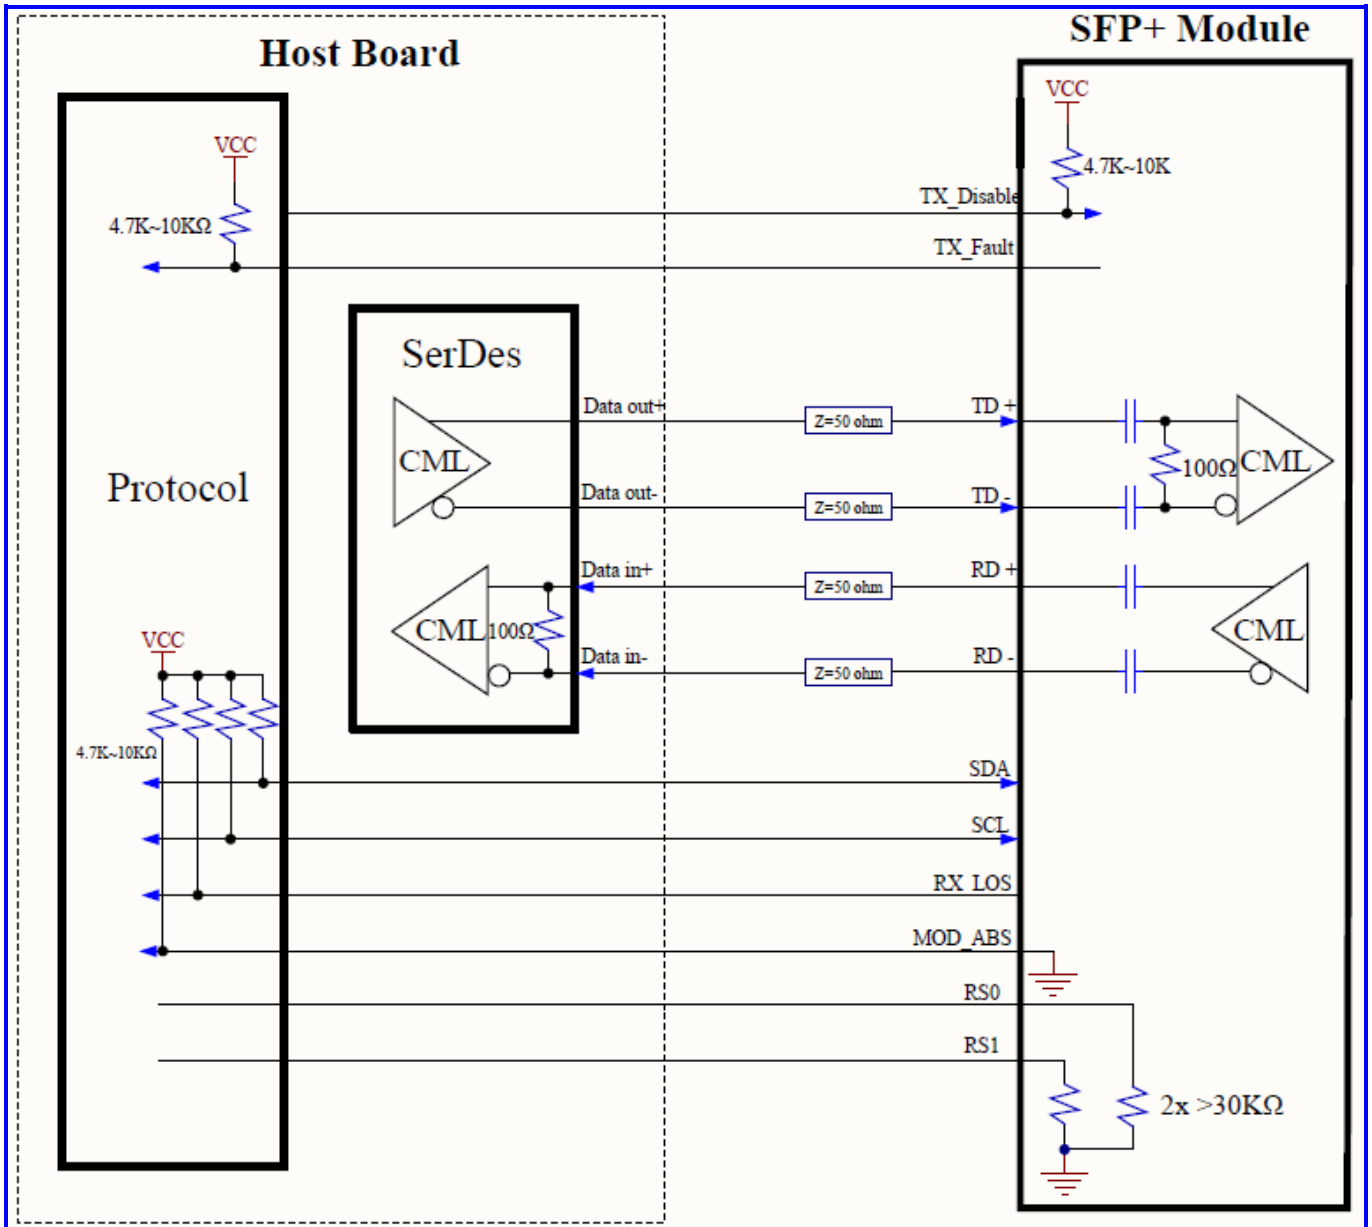 Host Board
SFP+ Module
VCC
4.7K~10K
VCC
4.7K~10KΩ
TX_Disable
TX_Fault
SerDes
CML
Data out+
Z=50 ohm
TD +
Data out-
Z=50 ohm
TD -
100Ω
CML
Protocol
Data in+
Z=50 ohm
RD +
CML
100Ω
CML
Data in-
Z=50 ohm
RD -
VCC
4.7K~10KΩ
SDA
SCL
RX LOS
MOD_ABS
RS0
RS1
2x >30KΩ